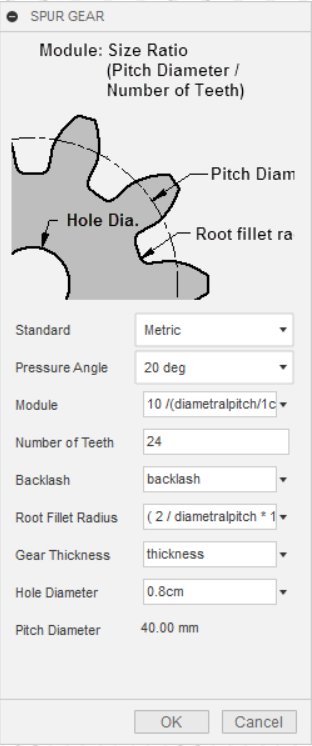 SPUR GEAR
Module: Size Ratio
(Pitch Diameter /
Number of Teeth)
Pitch Diam
Hole Dia.
Root fillet ra
Standard Metric
Pressure Angle 20 deg
Module 10 /(diametralpitch/1c
Number of Teeth 24
Backlash backlash
Root Fillet Radius ( 2 / diametralpitch * 1
Gear Thickness thickness
Hole Diameter 0.8cm
Pitch Diameter 40.00 mm
OK Cancel